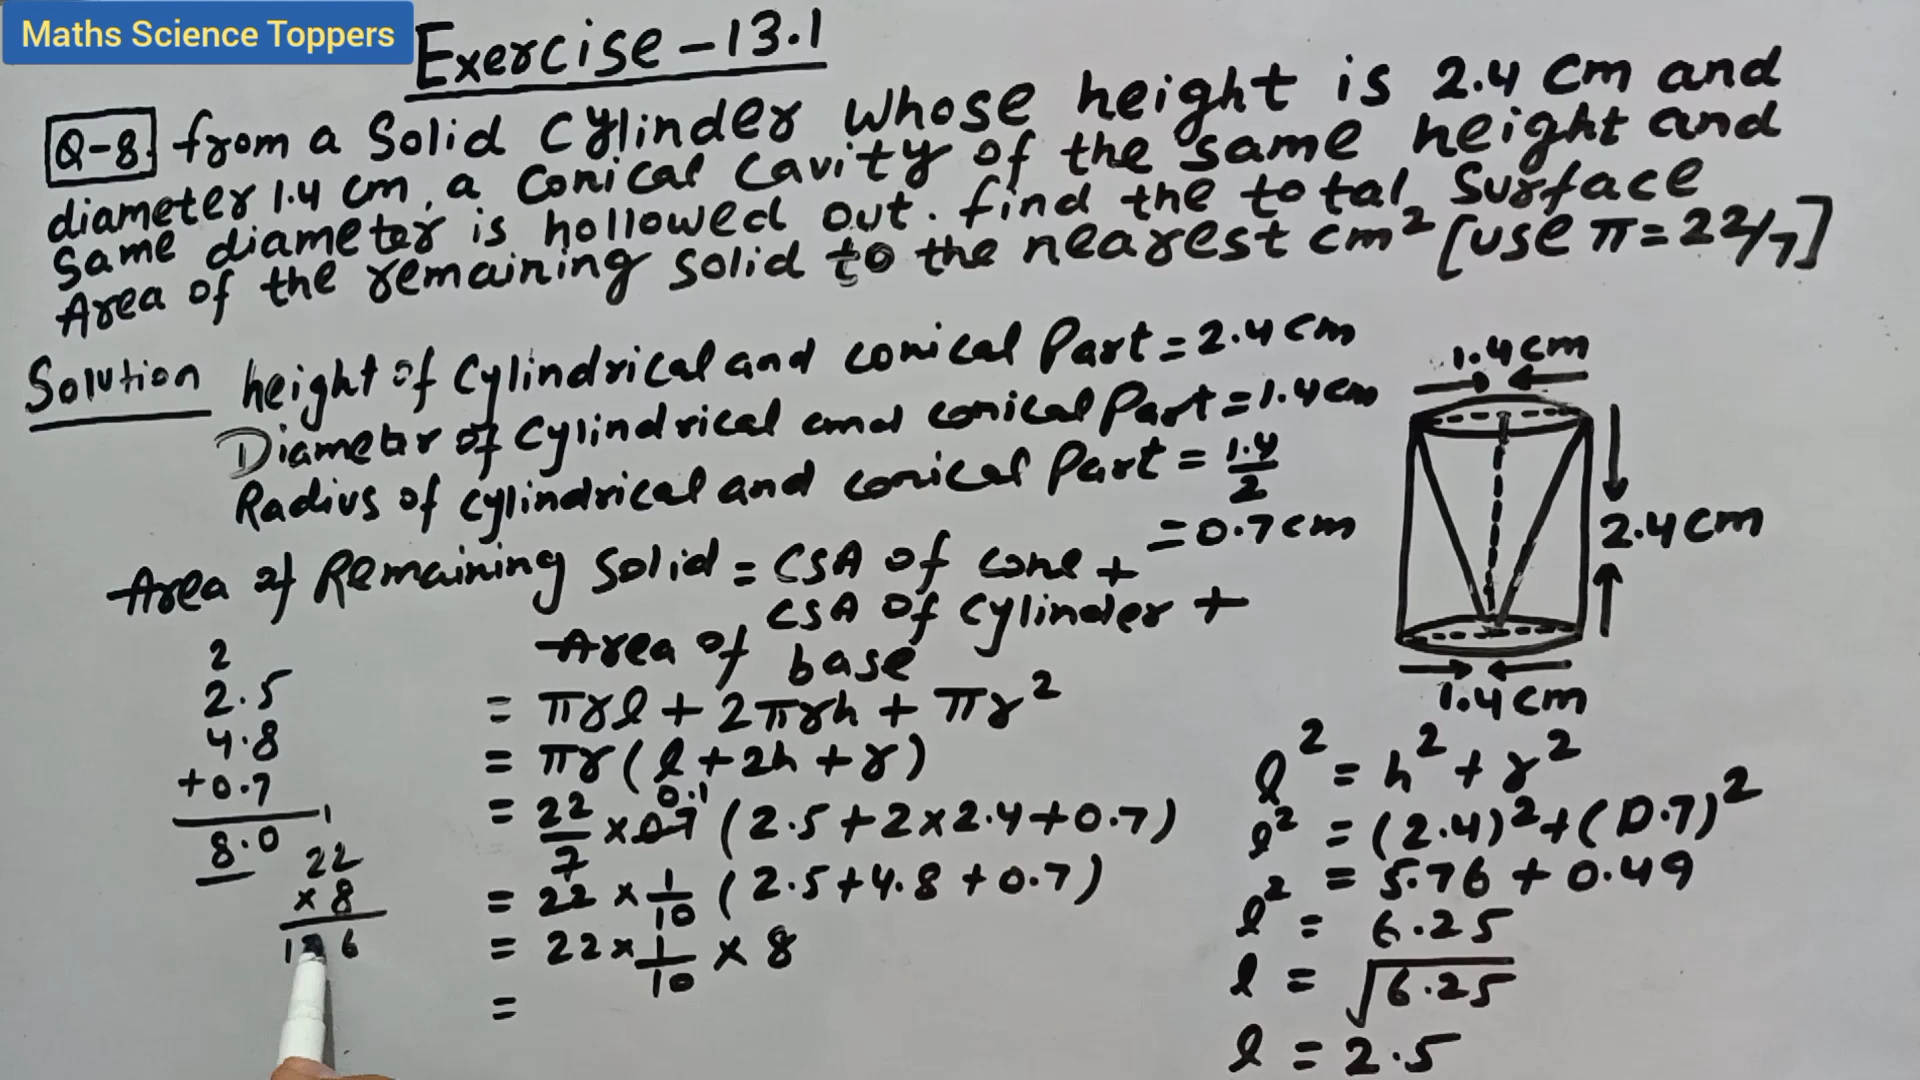 Maths Science Toppers
Exercise-13.1
Q-8. from a Solid Cylinder whose height is 2.4 cm and
diameter 1.4 cm, a conical cavity of the same height and
same diameter is hollowed out. find the total Surface
Area of the remaining solid to the nearest cm² [use π=22/7]
Solution height of Cylindrical and conical Part = 2.4 cm
Diameter of Cylindrical and conical Part = 1.4 cm
Radius of cylindrical and conical Part = 1.4/2
= 0.7 cm
Area of Remaining Solid = CSA of cone +
CSA of Cylinder +
Area of base
= πrl + 2πrh + πr²
= πr(l+2h+r)
0.1
= 22/7 × 0.7 (2.5+2×2.4+0.7)
= 22 × 1/10 (2.5+4.8+0.7)
= 22 × 1/10 × 8
=
2
2.5
4.8
+0.7
8.0
1
22
× 8
1 6
1.4 cm
2.4 cm
1.4 cm
l² = h² + r²
l² = (2.4)² + (0.7)²
= 5.76 + 0.49
l² = 6.25
l = √6.25
l = 2.5